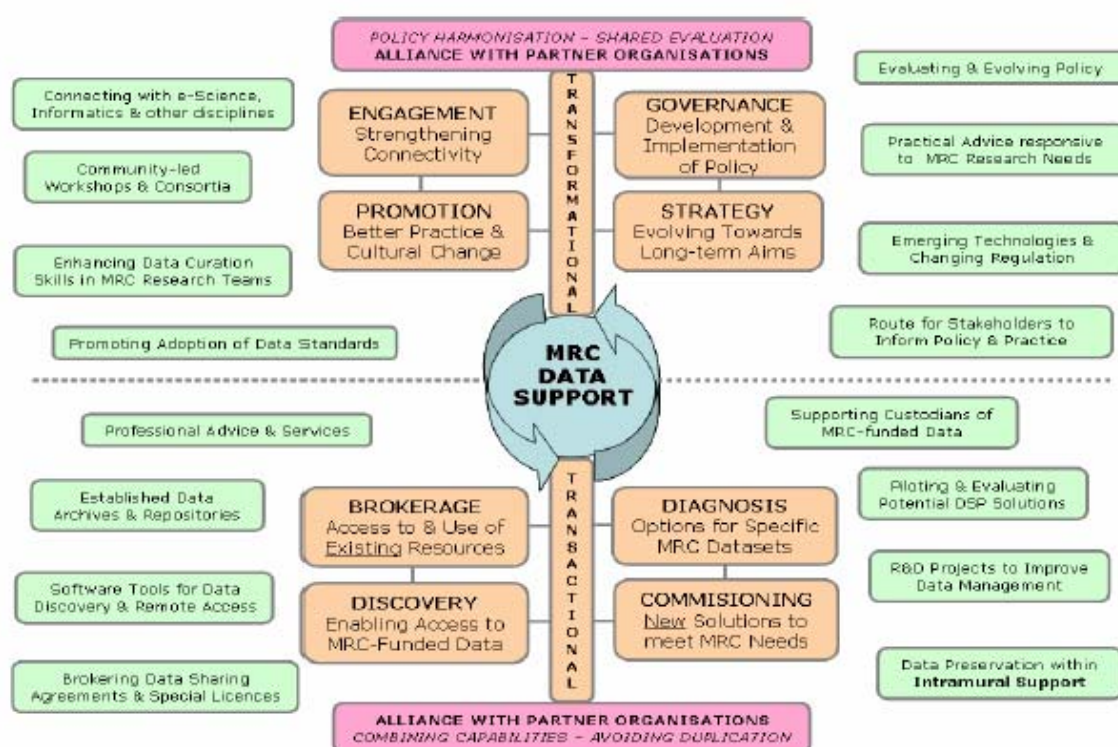 POLICY HARMONISATION – SHARED EVALUATION
ALLIANCE WITH PARTNER ORGANISATIONS
Connecting with e-Science,
Informatics & other disciplines
Community-led
Workshops & Consortia
Enhancing Data Curation
Skills in MRC Research Teams
Promoting Adoption of Data Standards
ENGAGEMENT
Strengthening
Connectivity
PROMOTION
Better Practice &
Cultural Change
TRANSFORMATIONAL
GOVERNANCE
Development &
Implementation
of Policy
STRATEGY
Evolving Towards
Long-term Aims
Evaluating & Evolving Policy
Practical Advice responsive
to MRC Research Needs
Emerging Technologies &
Changing Regulation
Route for Stakeholders to
Inform Policy & Practice
MRC
DATA
SUPPORT
Professional Advice & Services
Established Data
Archives & Repositories
Software Tools for Data
Discovery & Remote Access
Brokering Data Sharing
Agreements & Special Licences
BROKERAGE
Access to & Use of
Existing Resources
DISCOVERY
Enabling Access to
MRC-Funded Data
TRANSACTIONAL
DIAGNOSIS
Options for Specific
MRC Datasets
COMMISIONING
New Solutions to
meet MRC Needs
Supporting Custodians of
MRC-funded Data
Piloting & Evaluating
Potential DSP Solutions
R&D Projects to Improve
Data Management
Data Preservation within
Intramural Support
ALLIANCE WITH PARTNER ORGANISATIONS
COMBINING CAPABILITIES – AVOIDING DUPLICATION